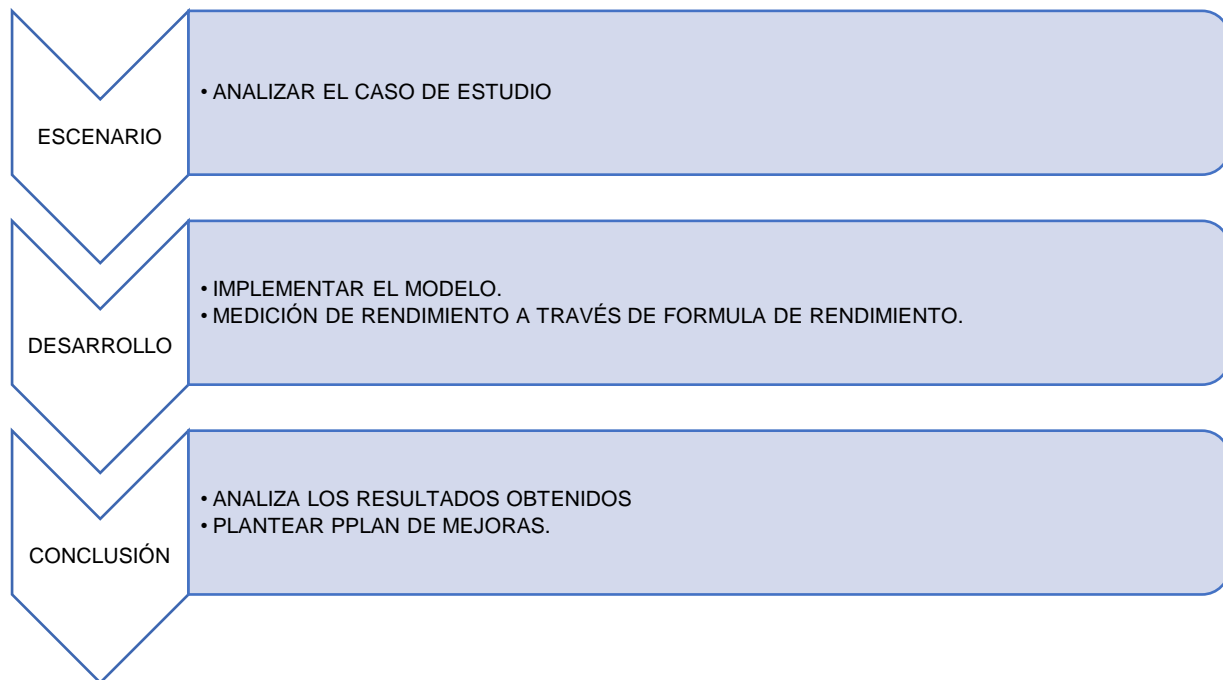 ESCENARIO
• ANALIZAR EL CASO DE ESTUDIO
DESARROLLO
• IMPLEMENTAR EL MODELO.
• MEDICIÓN DE RENDIMIENTO A TRAVÉS DE FORMULA DE RENDIMIENTO.
CONCLUSIÓN
• ANALIZA LOS RESULTADOS OBTENIDOS
• PLANTEAR PPLAN DE MEJORAS.